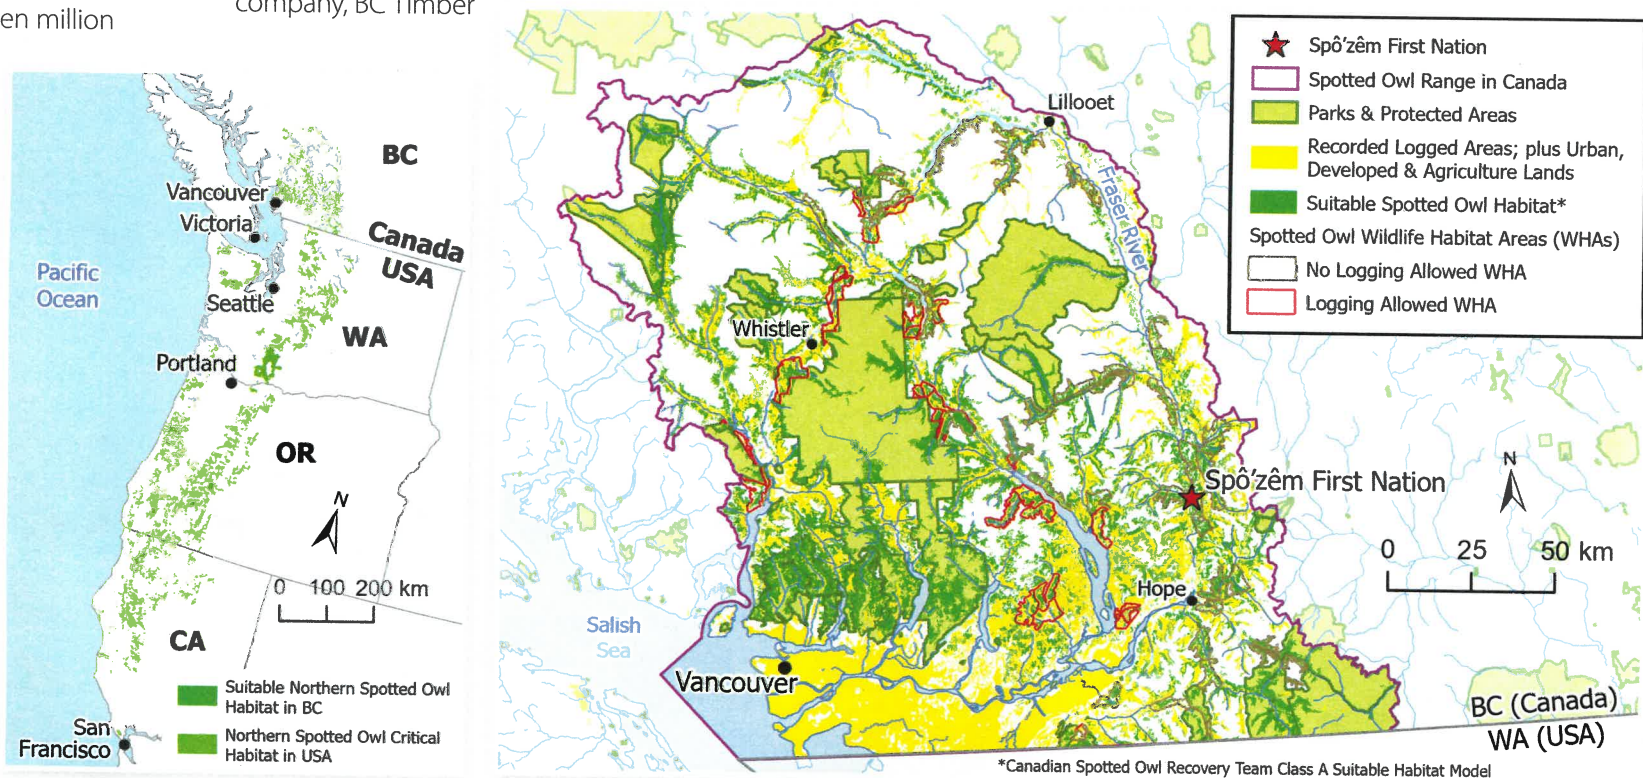 en million
company, BC Timber
BC
Vancouver
Victoria
Canada
USA
Pacific
Ocean
Seattle
WA
Portland
OR
N
0 100 200 km
CA
Suitable Northern Spotted Owl
Habitat in BC
Northern Spotted Owl Critical
Habitat in USA
San
Francisco
Spô'zêm First Nation
Spotted Owl Range in Canada
Parks & Protected Areas
Recorded Logged Areas; plus Urban,
Developed & Agriculture Lands
Suitable Spotted Owl Habitat*
Spotted Owl Wildlife Habitat Areas (WHAs)
No Logging Allowed WHA
Logging Allowed WHA
Lillooet
Fraser River
Whistler
Spô'zêm First Nation
N
0 25 50 km
Hope
Salish
Sea
Vancouver
BC (Canada)
WA (USA)
*Canadian Spotted Owl Recovery Team Class A Suitable Habitat Model